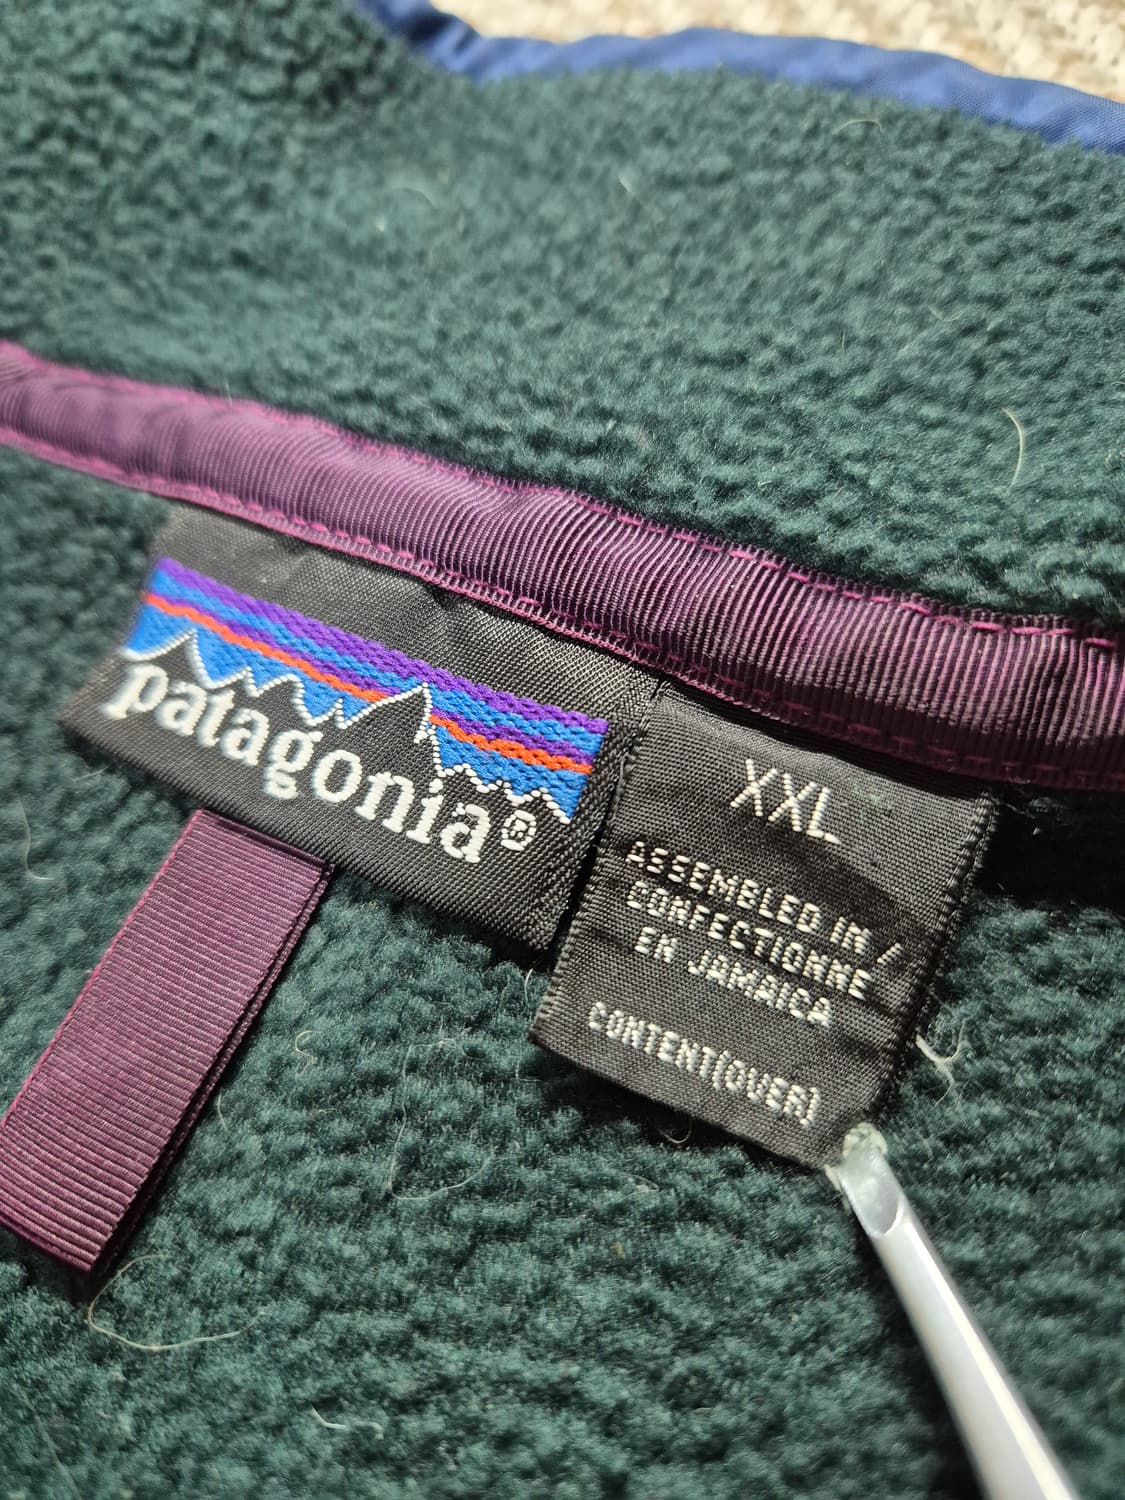 patagonia®
XXL
ASSEMBLED IN /
CONFECTIONNE
EN JAMAICA
CONTENT(OVER)